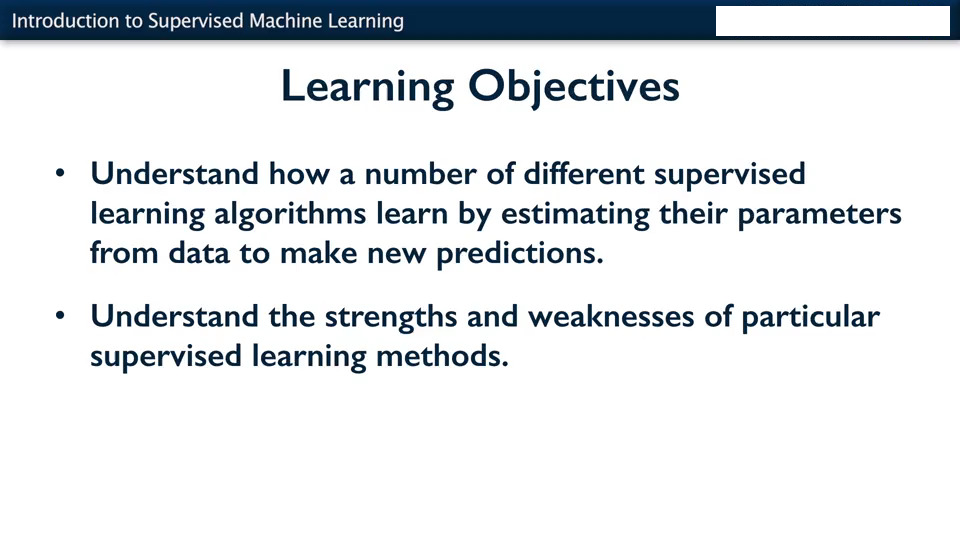 Introduction to Supervised Machine Learning
Learning Objectives
• Understand how a number of different supervised
learning algorithms learn by estimating their parameters
from data to make new predictions.
• Understand the strengths and weaknesses of particular
supervised learning methods.